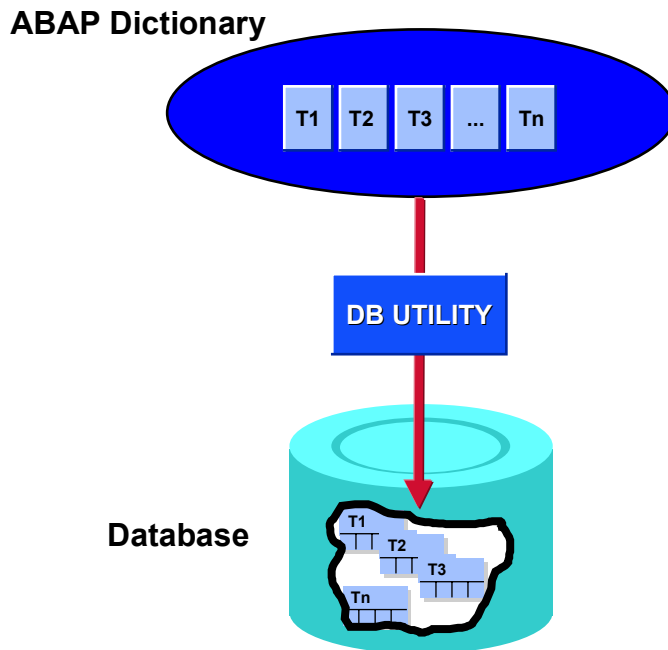 ABAP Dictionary
T1 T2 T3 ... Tn
DB UTILITY
Database
T1
T2
T3
Tn